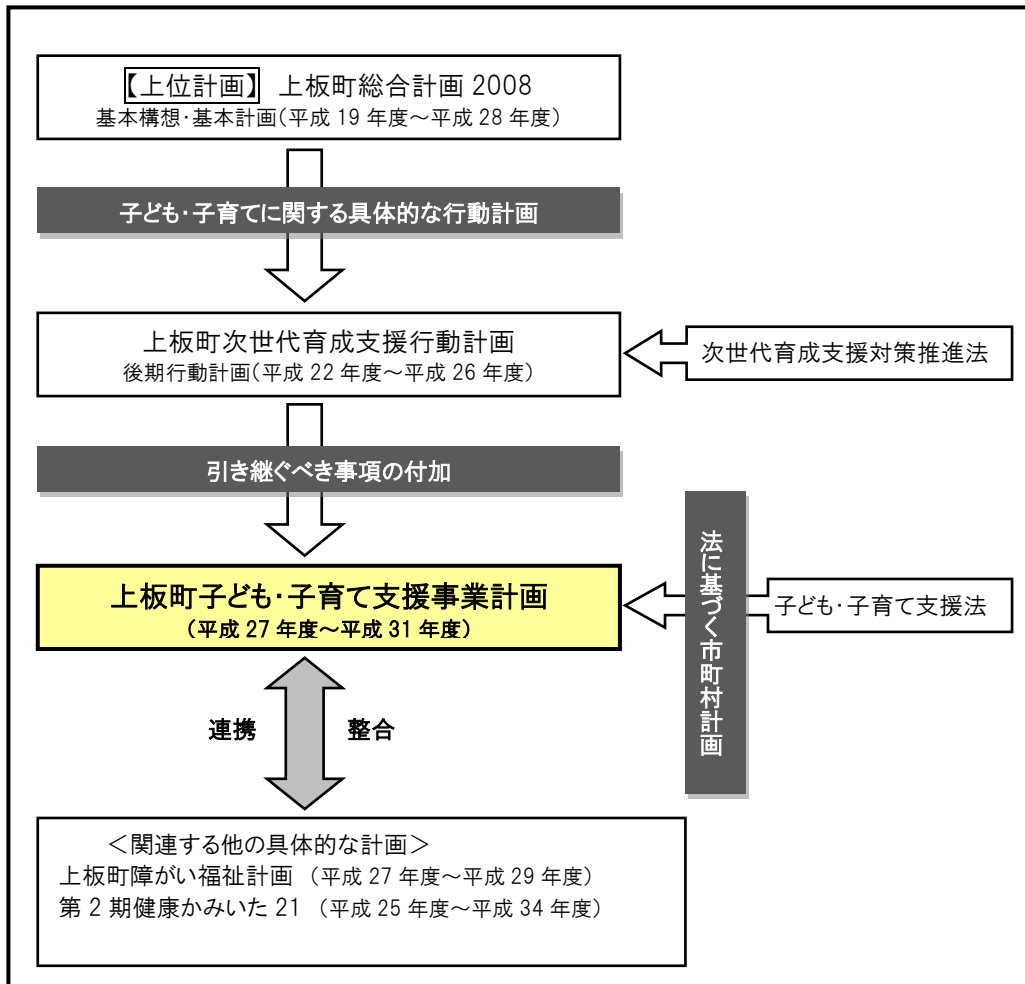 【上位計画】 上板町総合計画 2008
基本構想・基本計画(平成 19 年度～平成 28 年度)
子ども・子育てに関する具体的な行動計画
上板町次世代育成支援行動計画
後期行動計画(平成 22 年度～平成 26 年度)
次世代育成支援対策推進法
引き継ぐべき事項の付加
上板町子ども・子育て支援事業計画
(平成 27 年度～平成 31 年度)
法に基づく市町村計画
子ども・子育て支援法
連携 整合
＜関連する他の具体的な計画＞
上板町障がい福祉計画 (平成 27 年度～平成 29 年度)
第 2 期健康かみいた 21 (平成 25 年度～平成 34 年度)